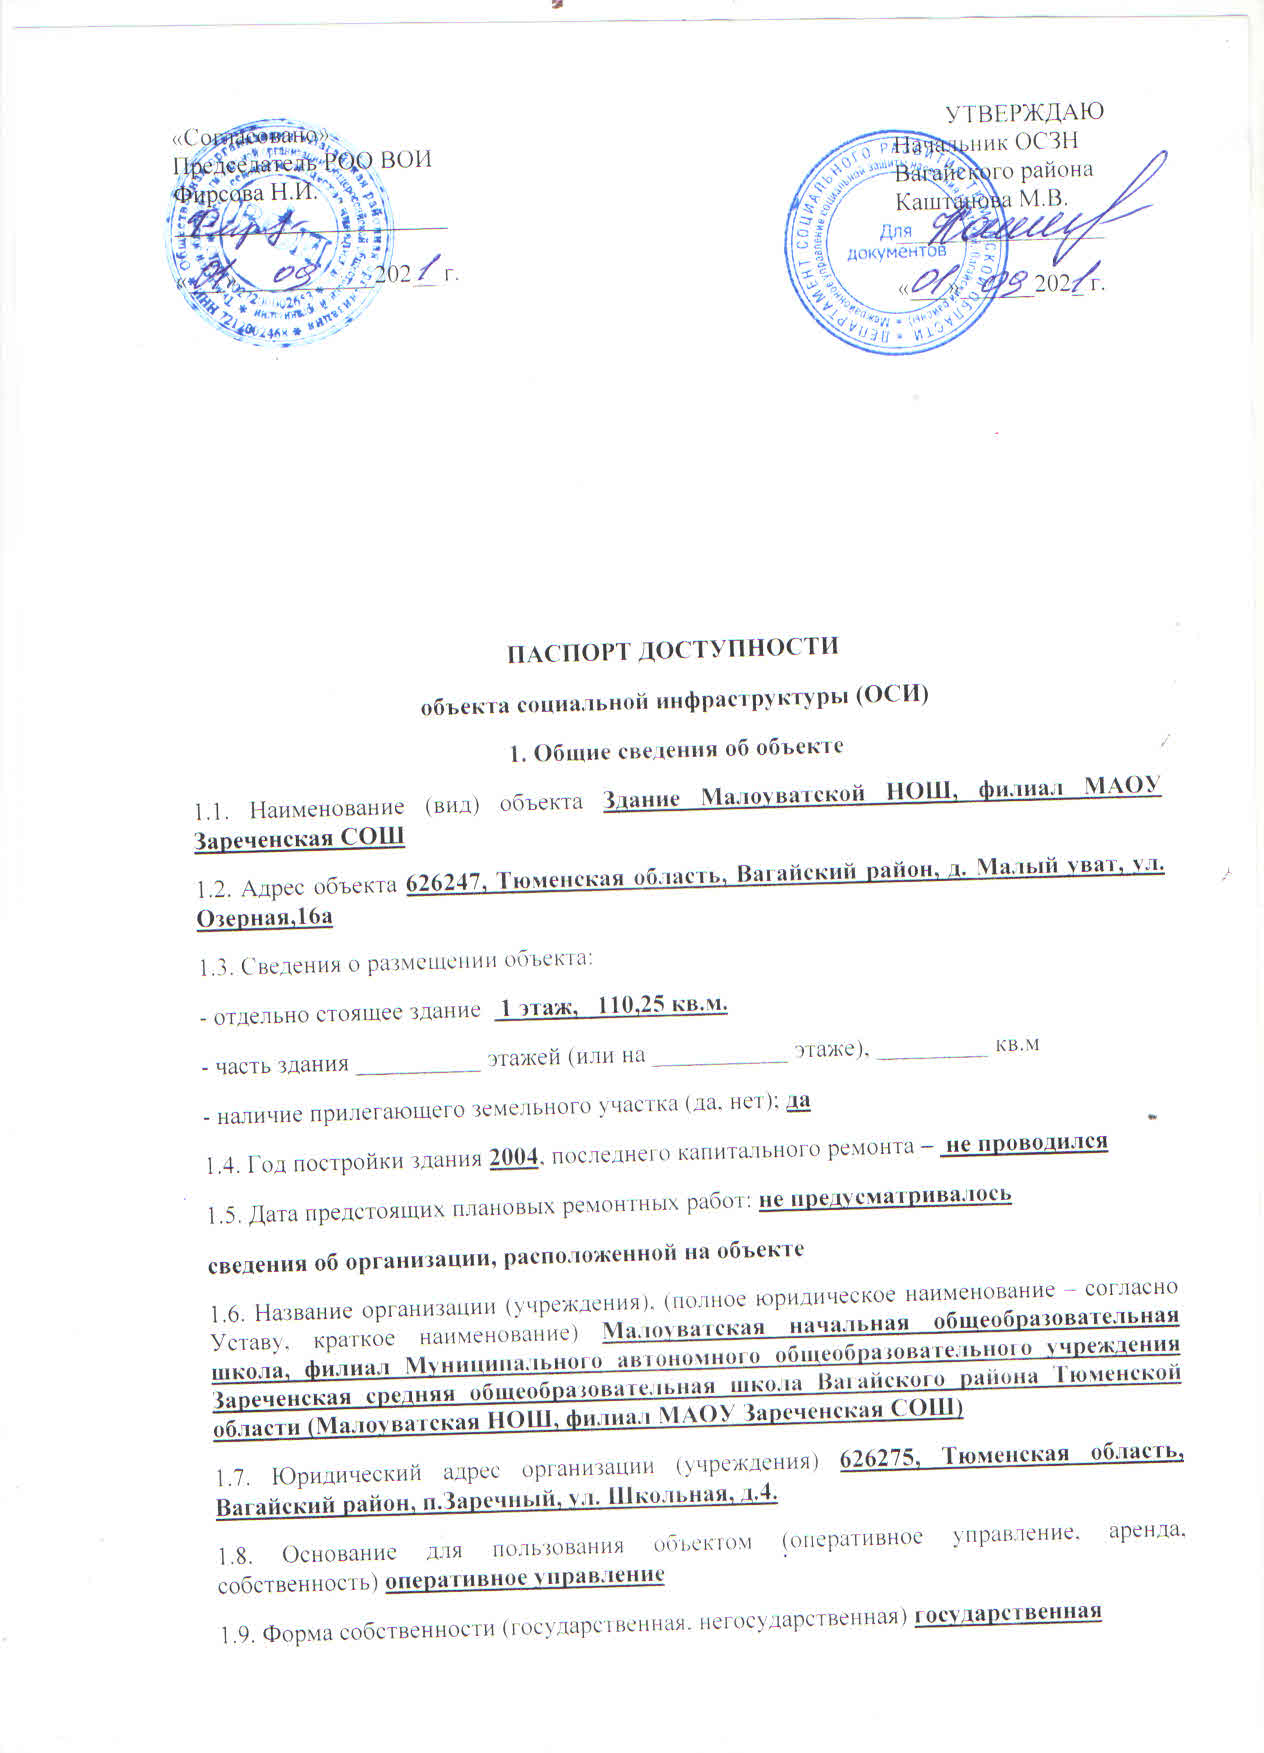 «Согласовано»
Председатель РОО ВОИ
Фирсова Н.И.
«01» 09 2021 г.
УТВЕРЖДАЮ
Начальник ОСЗН
Вагайского района
Каштанова М.В.
Для
документов
«01» 09 2021 г.
ПАСПОРТ ДОСТУПНОСТИ
объекта социальной инфраструктуры (ОСИ)
1. Общие сведения об объекте
1.1. Наименование (вид) объекта Здание Малоуватской НОШ, филиал МАОУ
Зареченская СОШ
1.2. Адрес объекта 626247, Тюменская область, Вагайский район, д. Малый уват, ул.
Озерная,16а
1.3. Сведения о размещении объекта:
- отдельно стоящее здание 1 этаж, 110,25 кв.м.
- часть здания __________ этажей (или на ___________ этаже), _________ кв.м
- наличие прилегающего земельного участка (да, нет); да
1.4. Год постройки здания 2004, последнего капитального ремонта – не проводился
1.5. Дата предстоящих плановых ремонтных работ: не предусматривалось
сведения об организации, расположенной на объекте
1.6. Название организации (учреждения), (полное юридическое наименование – согласно
Уставу, краткое наименование) Малоуватская начальная общеобразовательная
школа, филиал Муниципального автономного общеобразовательного учреждения
Зареченская средняя общеобразовательная школа Вагайского района Тюменской
области (Малоуватская НОШ, филиал МАОУ Зареченская СОШ)
1.7. Юридический адрес организации (учреждения) 626275, Тюменская область,
Вагайский район, п.Заречный, ул. Школьная, д.4.
1.8. Основание для пользования объектом (оперативное управление, аренда,
собственность) оперативное управление
1.9. Форма собственности (государственная, негосударственная) государственная